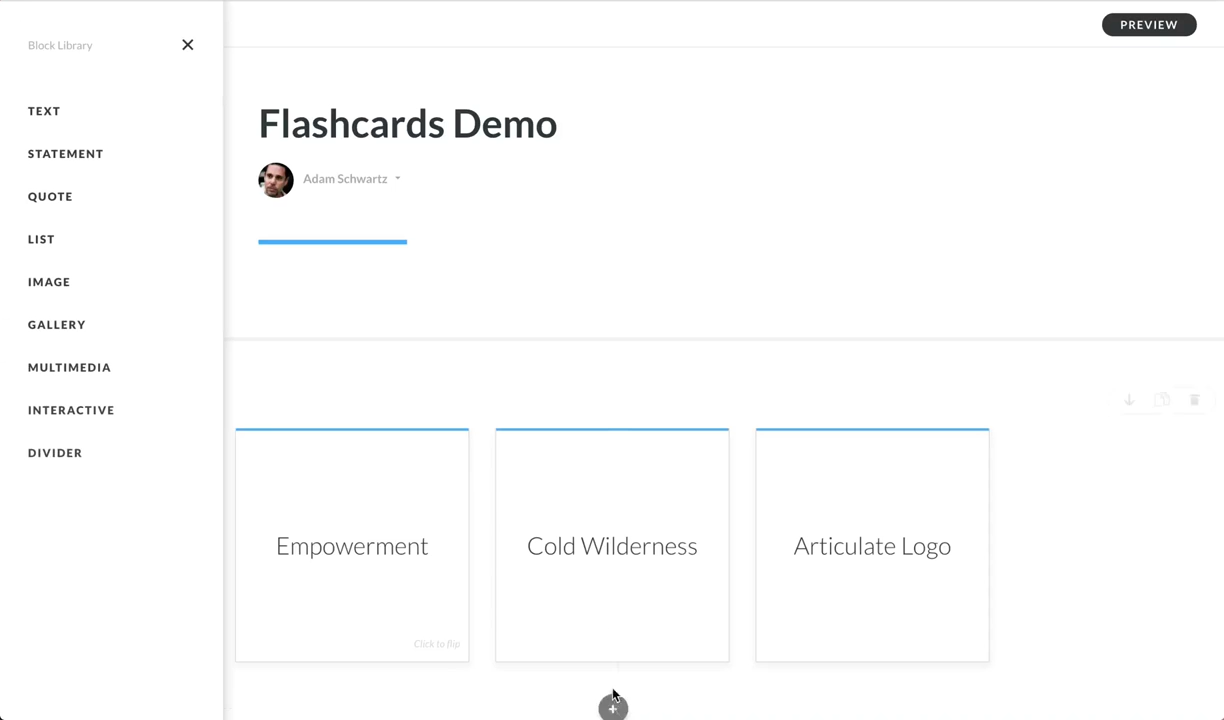 Block Library
PREVIEW
TEXT
STATEMENT
QUOTE
LIST
IMAGE
GALLERY
MULTIMEDIA
INTERACTIVE
DIVIDER
Flashcards Demo
Adam Schwartz
Empowerment
Click to flip
Cold Wilderness
Articulate Logo